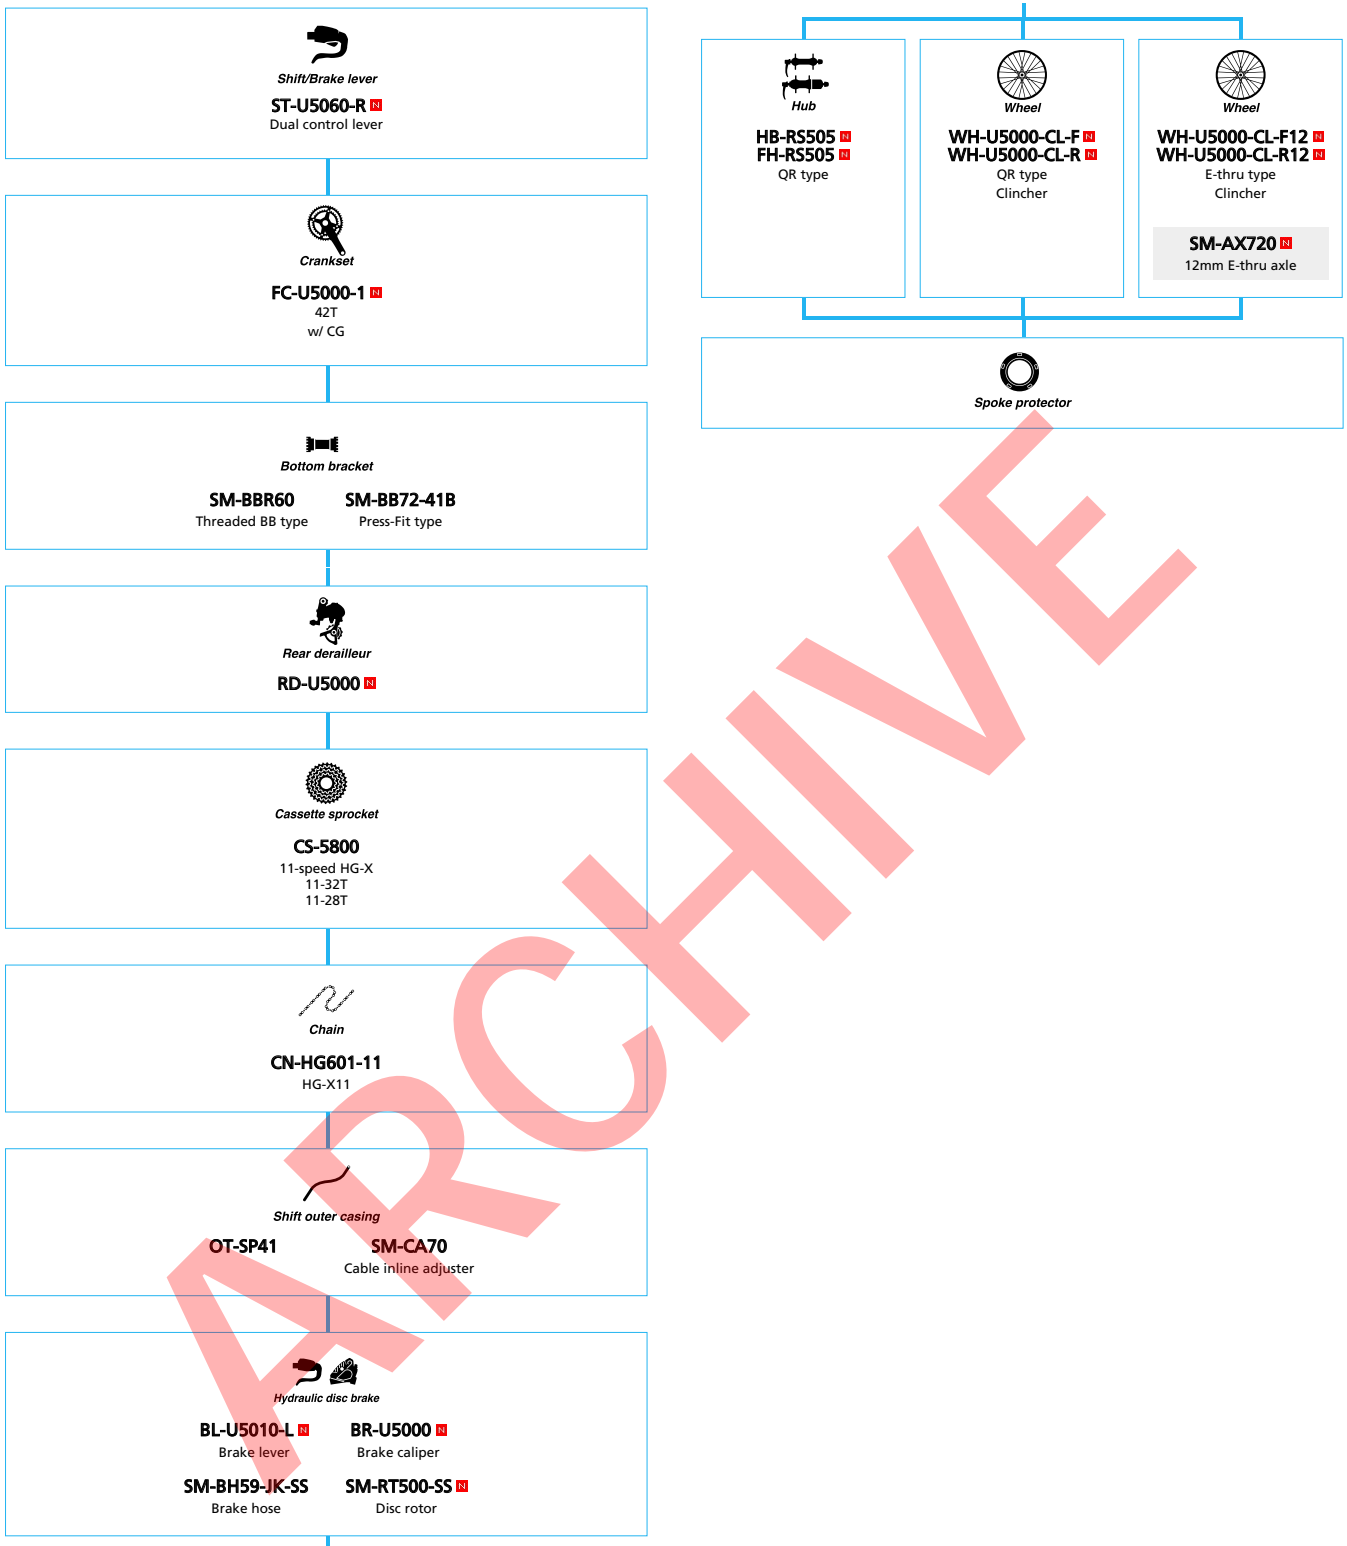 Shift/Brake lever
ST-U5060-R N
Dual control lever
Crankset
FC-U5000-1 N
42T
w/ CG
Bottom bracket
SM-BBR60 SM-BB72-41B
Threaded BB type Press-Fit type
Rear derailleur
RD-U5000 N
Cassette sprocket
CS-5800
11-speed HG-X
11-32T
11-28T
Chain
CN-HG601-11
HG-X11
Shift outer casing
OT-SP41 SM-CA70
Cable inline adjuster
Hydraulic disc brake
BL-U5010-L N BR-U5000 N
Brake lever Brake caliper
SM-BH59-JK-SS SM-RT500-SS N
Brake hose Disc rotor
Hub
HB-RS505 N
FH-RS505 N
QR type
Wheel
WH-U5000-CL-F N
WH-U5000-CL-R N
QR type
Clincher
Wheel
WH-U5000-CL-F12 N
WH-U5000-CL-R12 N
E-thru type
Clincher
SM-AX720 N
12mm E-thru axle
Spoke protector
ARCHIVE